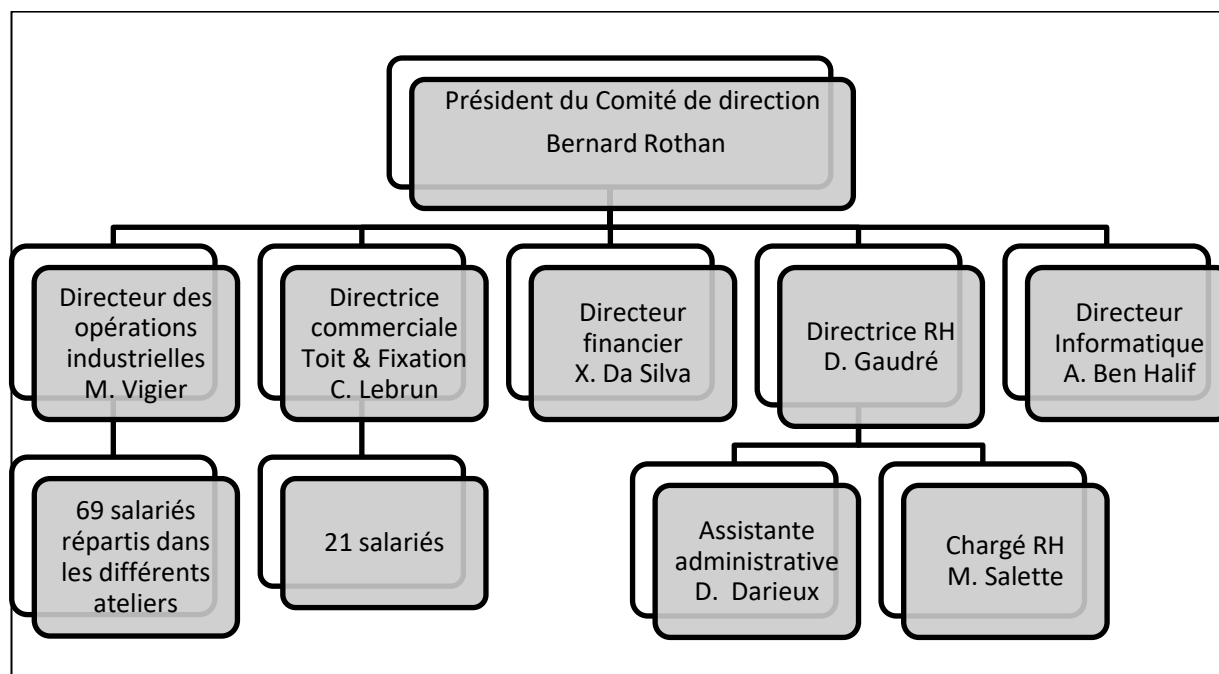 Président du Comité de direction
Bernard Rothan
Directeur des
opérations
industrielles
M. Vigier
Directrice
commerciale
Toit & Fixation
C. Lebrun
Directeur
financier
X. Da Silva
Directrice RH
D. Gaudré
Directeur
Informatique
A. Ben Halif
69 salariés
répartis dans
les différents
ateliers
21 salariés
Assistante
administrative
D. Darieux
Chargé RH
M. Salette